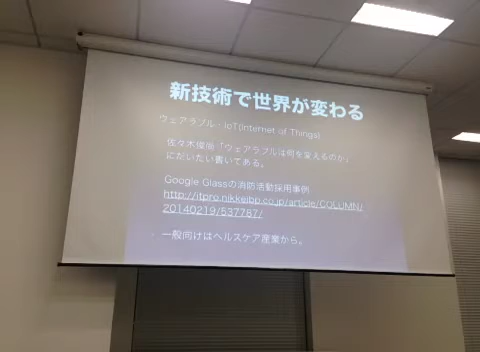 新技術で世界が変わる
ウェアラブル・IoT(Internet of Things)
佐々木俊尚「ウェアラブルは何を変えるのか」
にだいたい書いてある。
Google Glassの消防活動採用事例
http://itpro.nikkeibp.co.jp/article/COLUMN/
20140219/537787/
一般向けはヘルスケア産業から。